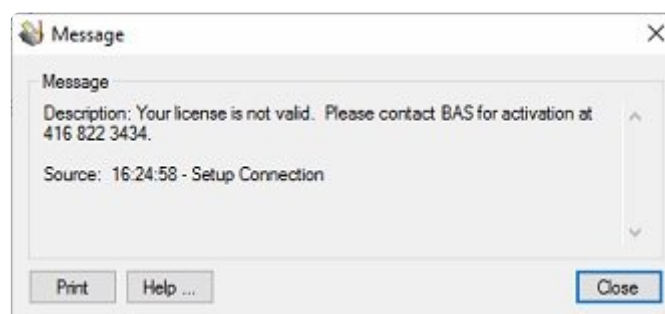 Message
Message
Description: Your license is not valid.  Please contact BAS for activation at
416 822 3434.
Source:  16:24:58 - Setup Connection
Print
Help ...
Close